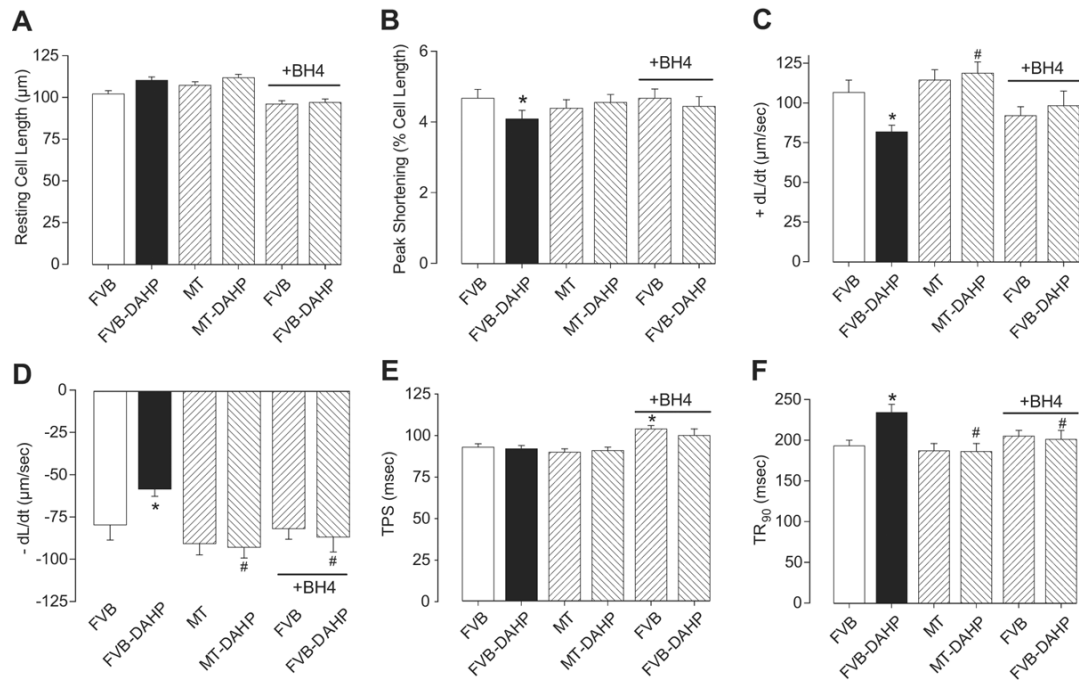 A
Resting Cell Length (µm)
125
100
75
50
25
0
+BH4
FVB
FVB-DAHP
MT
MT-DAHP
FVB
FVB-DAHP
B
Peak Shortening (% Cell Length)
6
4
2
0
*
+BH4
FVB
FVB-DAHP
MT
MT-DAHP
FVB
FVB-DAHP
C
+ dL/dt (µm/sec)
125
100
75
50
25
0
*
#
+BH4
FVB
FVB-DAHP
MT
MT-DAHP
FVB
FVB-DAHP
D
- dL/dt (µm/sec)
0
-25
-50
-75
-100
-125
*
#
#
+BH4
FVB
FVB-DAHP
MT
MT-DAHP
FVB
FVB-DAHP
E
TPS (msec)
125
100
75
50
25
0
+BH4
*
FVB
FVB-DAHP
MT
MT-DAHP
FVB
FVB-DAHP
F
TR90 (msec)
250
200
150
100
50
0
*
#
+BH4
#
FVB
FVB-DAHP
MT
MT-DAHP
FVB
FVB-DAHP